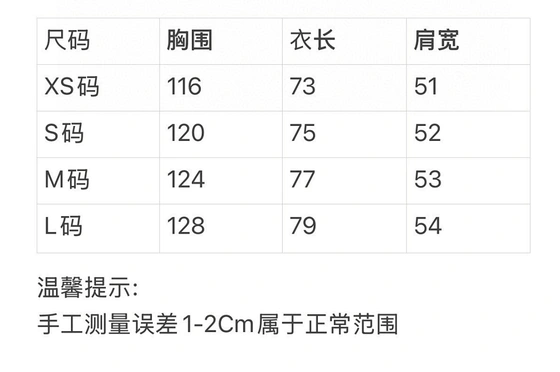 尺码 胸围 衣长 肩宽
XS码 116 73 51
S码 120 75 52
M码 124 77 53
L码 128 79 54
温馨提示:
手工测量误差1-2Cm属于正常范围